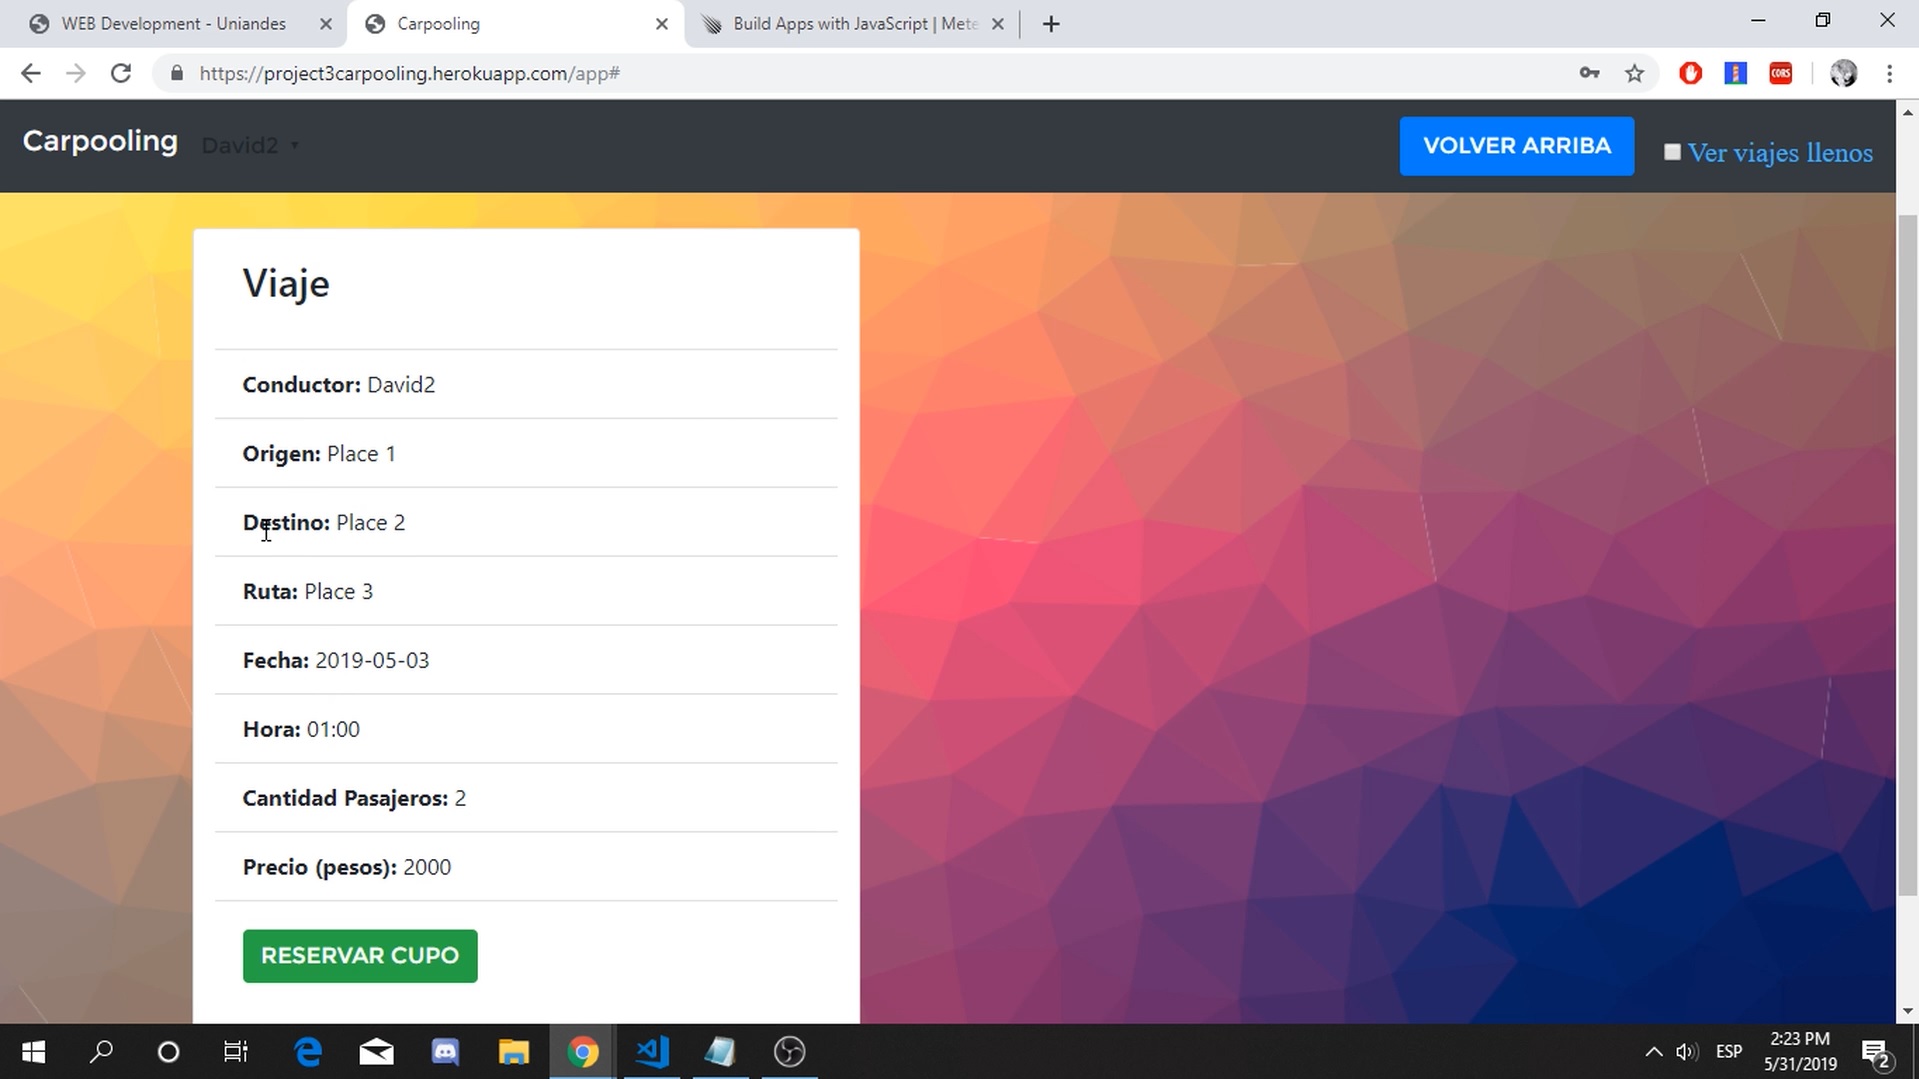 WEB Development - Uniandes
Carpooling
Build Apps with JavaScript | Mete
https://project3carpooling.herokuapp.com/app#
CORS
Carpooling
David2
VOLVER ARRIBA
Ver viajes llenos
Viaje
Conductor: David2
Origen: Place 1
Destino: Place 2
Ruta: Place 3
Fecha: 2019-05-03
Hora: 01:00
Cantidad Pasajeros: 2
Precio (pesos): 2000
RESERVAR CUPO
ESP
2:23 PM
5/31/2019
2